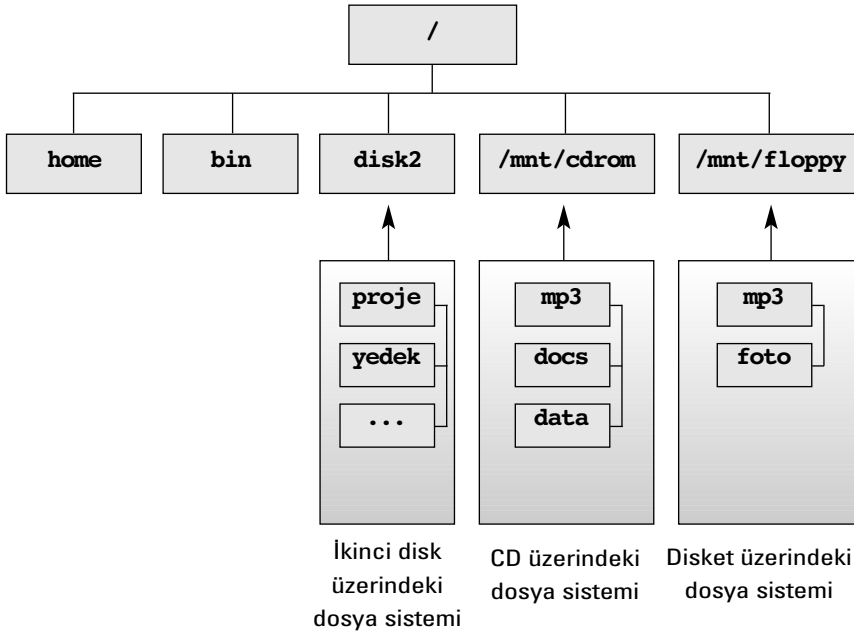 /
home
bin
disk2
/mnt/cdrom
/mnt/floppy
proje
yedek
...
mp3
docs
data
mp3
foto
İkinci disk
üzerindeki
dosya sistemi
CD üzerindeki
dosya sistemi
Disket üzerindeki
dosya sistemi